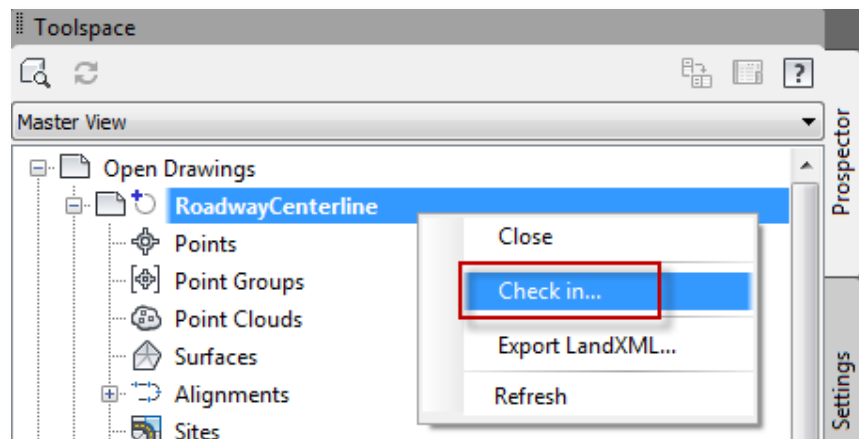 Toolspace
?
Master View
Open Drawings
RoadwayCenterline
Points
Point Groups
Point Clouds
Surfaces
Alignments
Sites
Close
Check in...
Export LandXML...
Refresh
Prospector
Settings